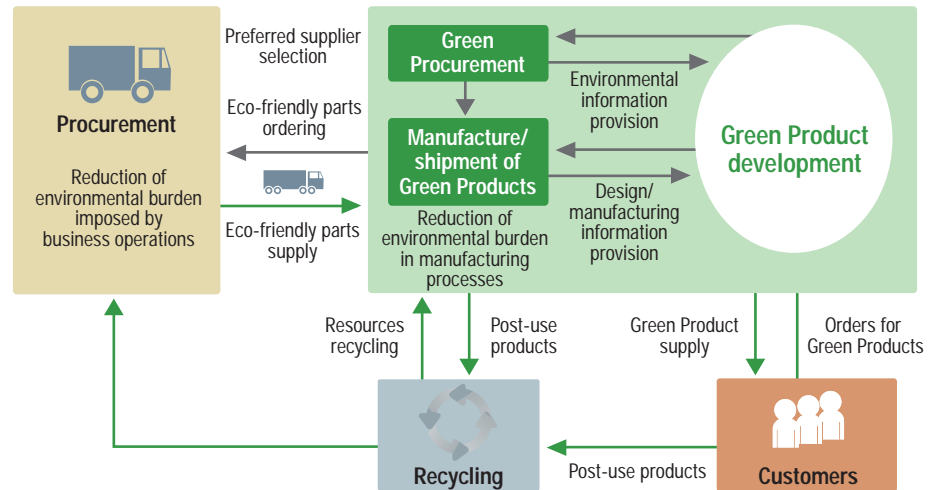 Procurement
Reduction of
environmental burden
imposed by
business operations
Preferred supplier
selection
Eco-friendly parts
ordering
Eco-friendly parts
supply
Green
Procurement
Environmental
information
provision
Manufacture/
shipment of
Green Products
Reduction of
environmental burden
in manufacturing
processes
Design/
manufacturing
information
provision
Green Product
development
Resources
recycling
Post-use
products
Green Product
supply
Orders for
Green Products
Recycling
Post-use products
Customers